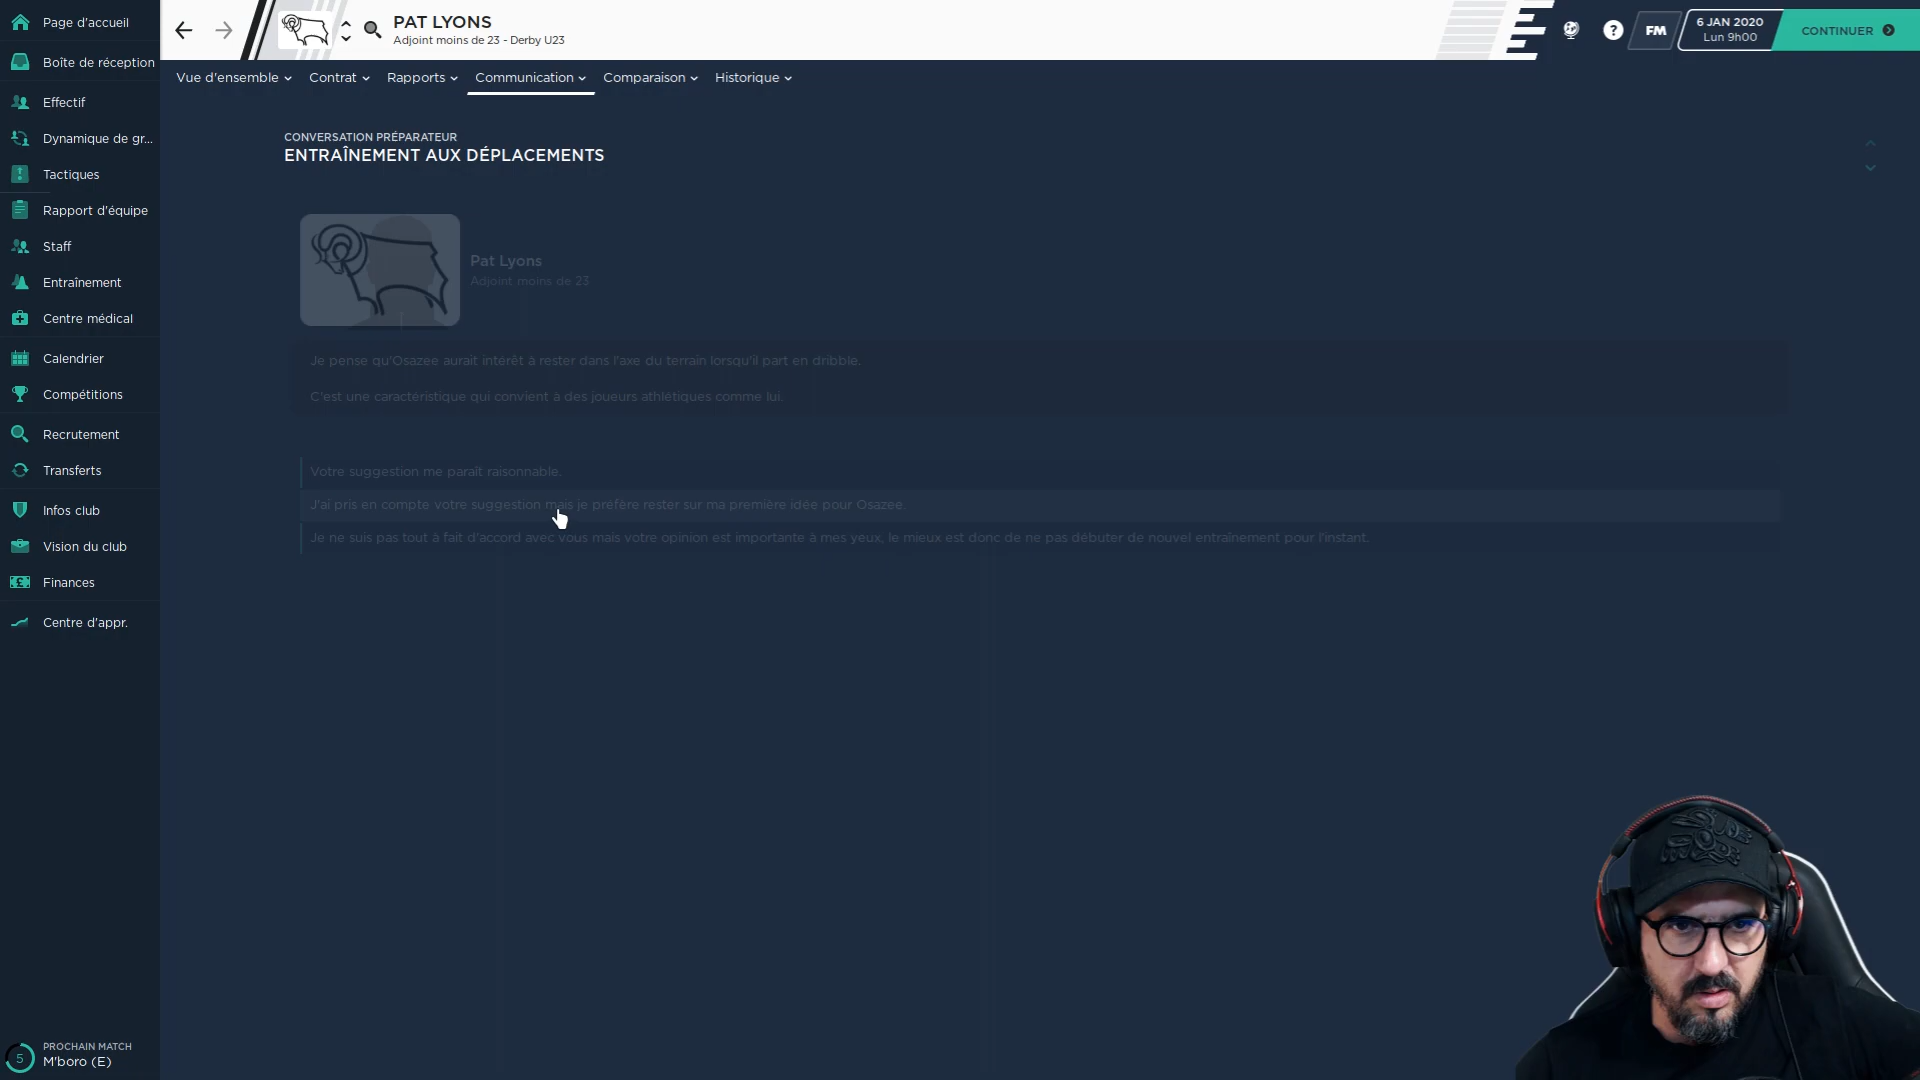 Page d'accueil
Boîte de réception
Effectif
Dynamique de gr...
Tactiques
Rapport d'équipe
Staff
Entraînement
Centre médical
Calendrier
Compétitions
Recrutement
Transferts
Infos club
Vision du club
Finances
Centre d'appr.
5
PROCHAIN MATCH
M'boro (E)
PAT LYONS
Adjoint moins de 23 - Derby U23
?
FM
6 JAN 2020
Lun 9h00
CONTINUER
Vue d'ensemble
Contrat
Rapports
Communication
Comparaison
Historique
CONVERSATION PRÉPARATEUR
ENTRAÎNEMENT AUX DÉPLACEMENTS
Pat Lyons
Adjoint moins de 23
Je pense qu'Osazee aurait intérêt à rester dans l'axe du terrain lorsqu'il part en dribble.
C'est une caractéristique qui convient à des joueurs athlétiques comme lui.
Votre suggestion me paraît raisonnable.
J'ai pris en compte votre suggestion mais je préfère rester sur ma première idée pour Osazee.
Je ne suis pas tout à fait d'accord avec vous mais votre opinion est importante à mes yeux, le mieux est donc de ne pas débuter de nouvel entraînement pour l'instant.